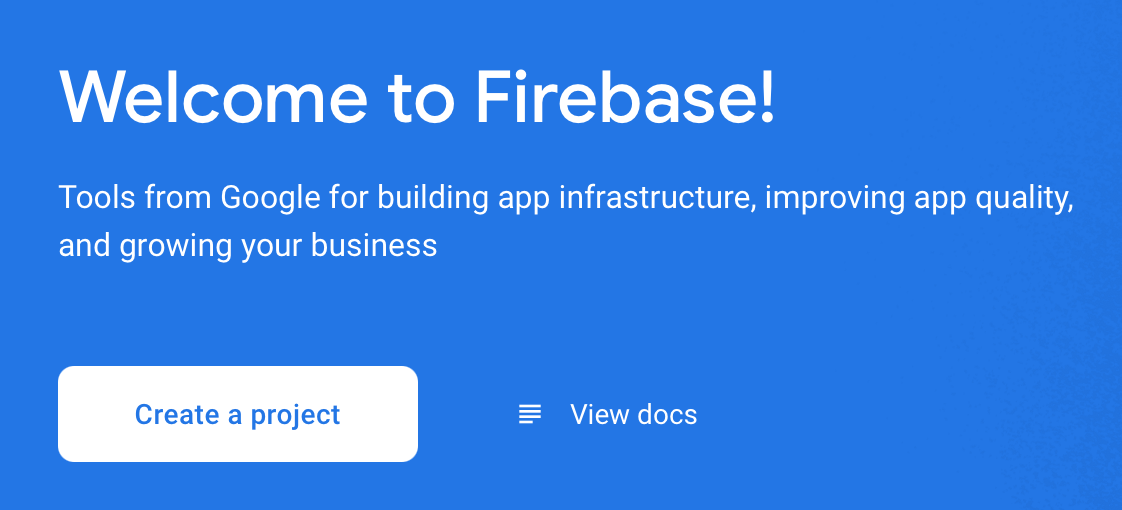 Welcome to Firebase!
Tools from Google for building app infrastructure, improving app quality,
and growing your business
Create a project
View docs